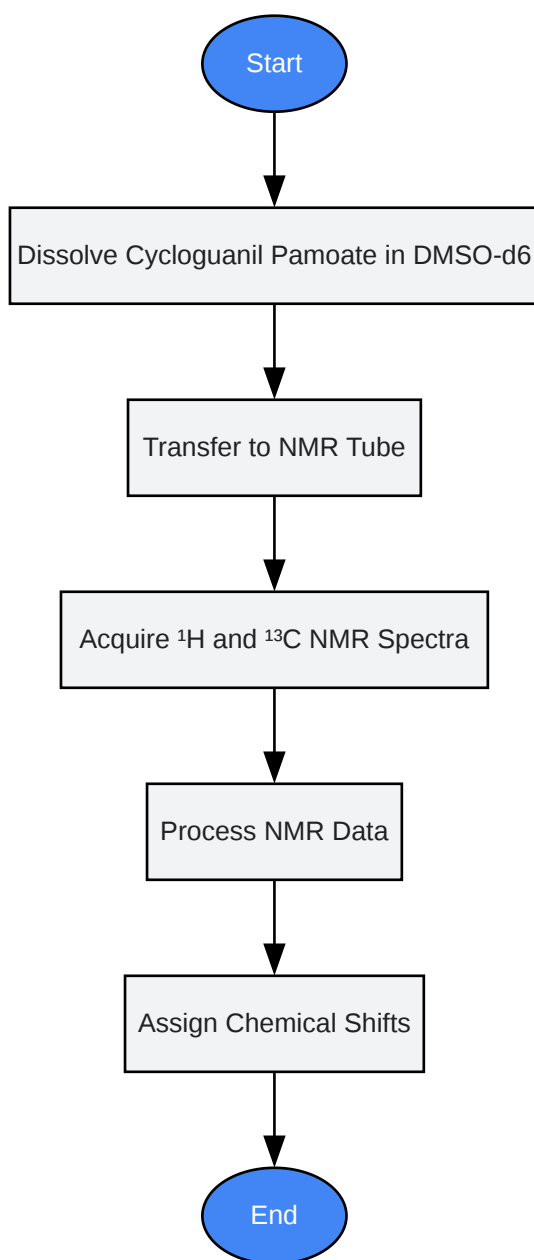 Start
Dissolve Cycloguanil Pamoate in DMSO-d6
Transfer to NMR Tube
Acquire ¹H and ¹³C NMR Spectra
Process NMR Data
Assign Chemical Shifts
End